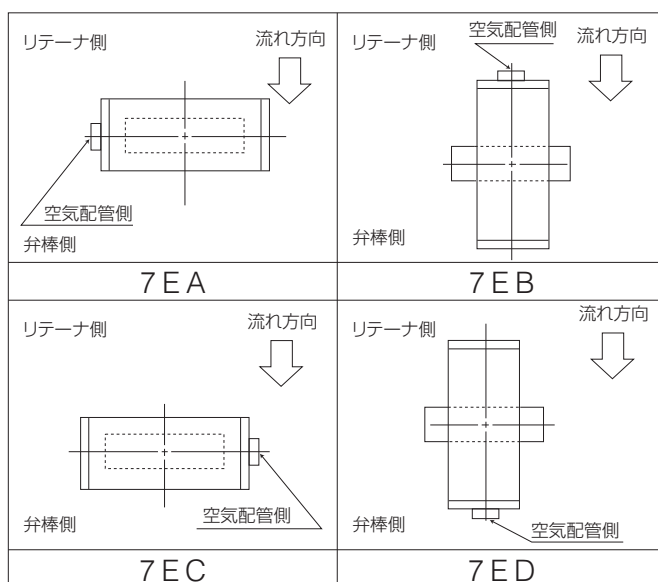 リテーナ側
流れ方向
空気配管側
弁棒側
7EA
空気配管側
リテーナ側
流れ方向
弁棒側
7EB
リテーナ側
流れ方向
空気配管側
弁棒側
7EC
リテーナ側
流れ方向
弁棒側
空気配管側
7ED